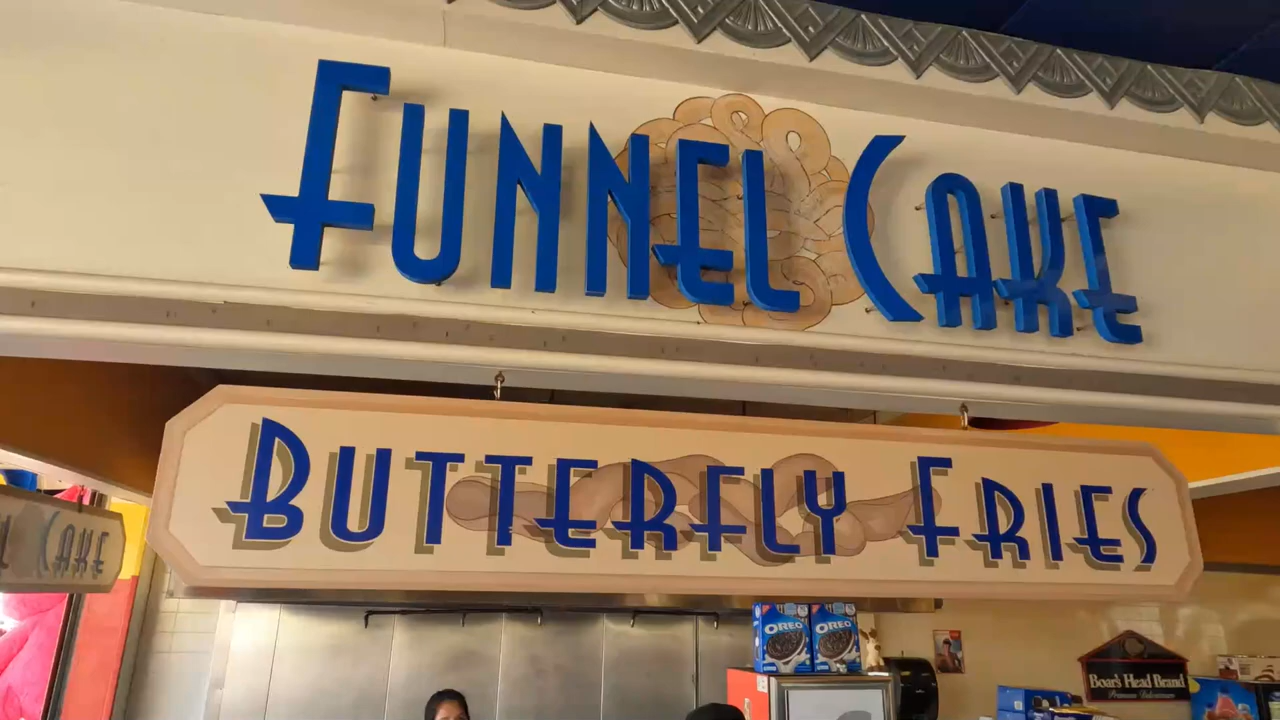 FUNNEL CAKE
BUTTERFLY FRIES
L CAKE
OREO
OREO
Boar's Head Brand